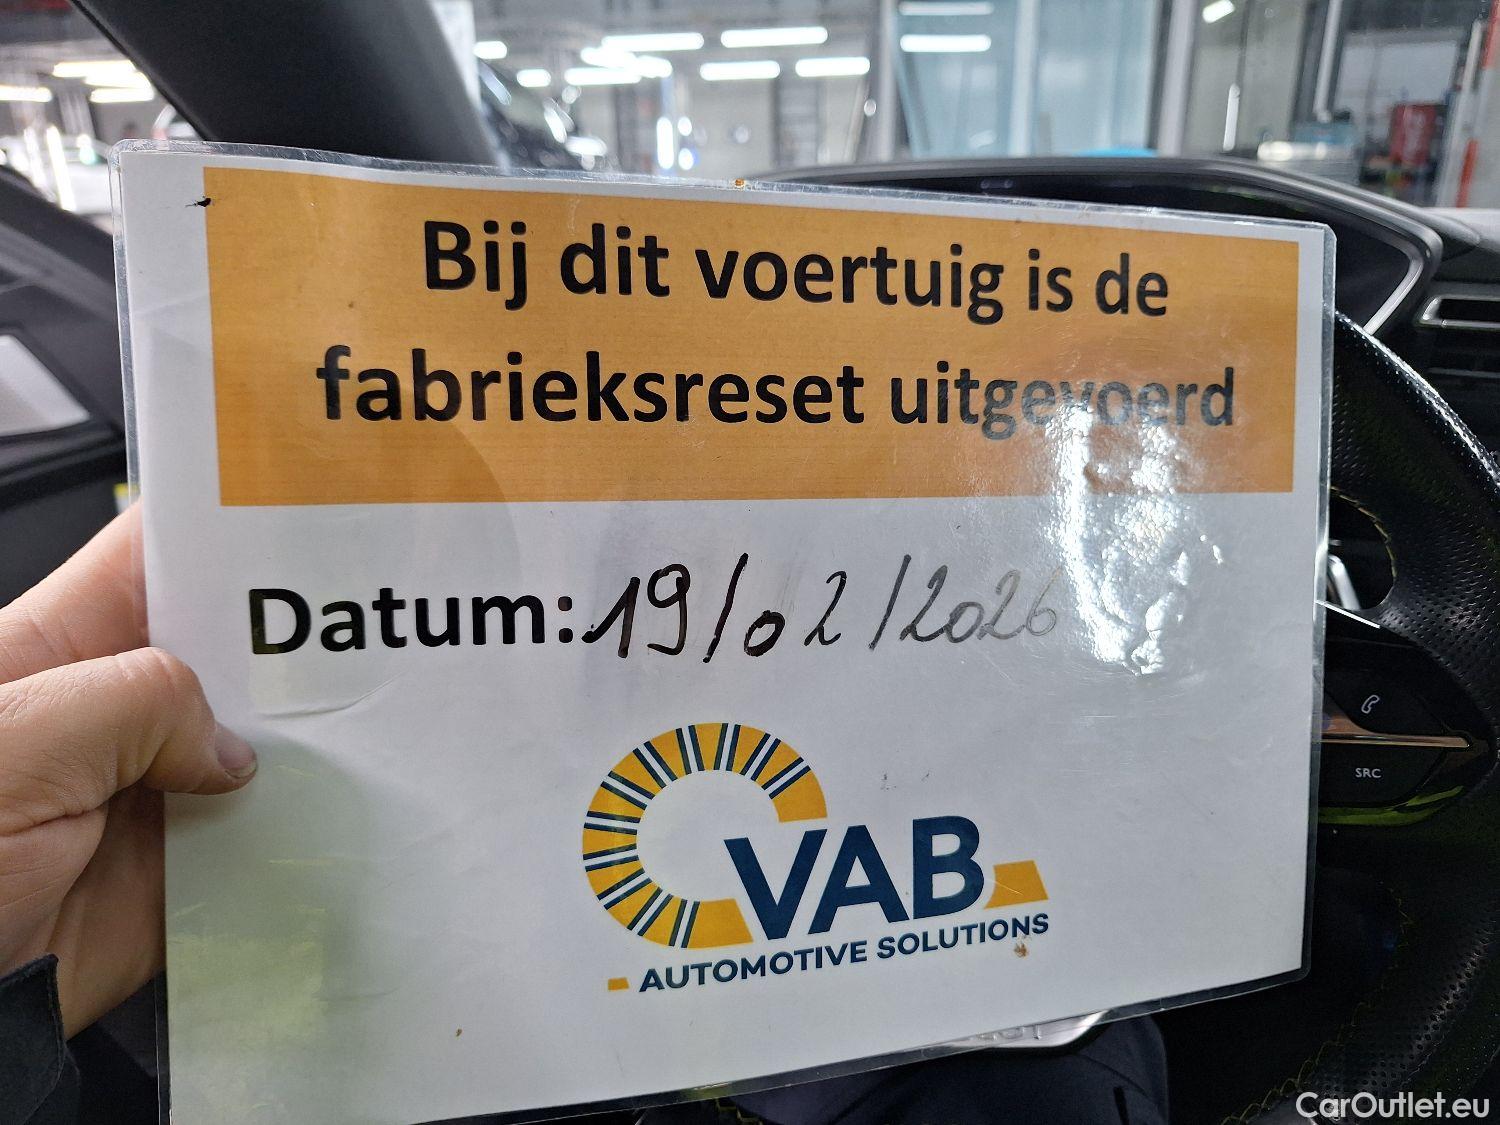 Bij dit voertuig is de
fabrieksreset uitgevoerd
Datum: 19/02/2026
VAB
AUTOMOTIVE SOLUTIONS
SRC
CarOutlet.eu